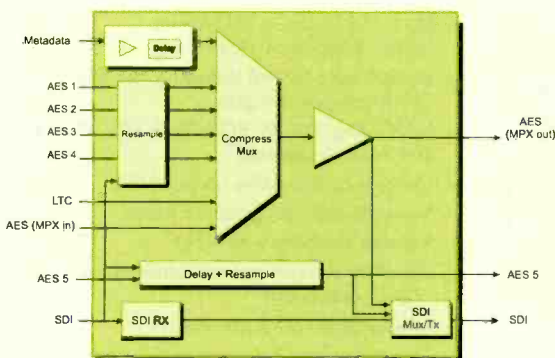 .Metadata
Delay
AES 1
AES 2
AES 3
AES 4
Resample
Compress
Mux
AES
(MPX out)
LTC
AES (MPX in)
AES 5
Delay + Resample
AES 5
SDI
SDI RX
SDI
Mux/Tx
SDI